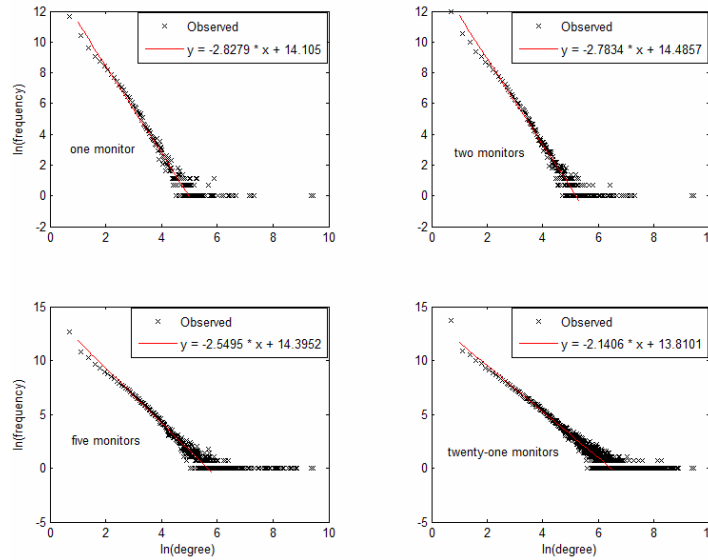 12
10
8
6
4
2
0
-2
ln(frequency)
× Observed
y = -2.8279 * x + 14.105
one monitor
0 2 4 6 8 10
12
10
8
6
4
2
0
-2
× Observed
y = -2.7834 * x + 14.4857
two monitors
0 2 4 6 8 10
15
10
5
0
-5
ln(frequency)
× Observed
y = -2.5495 * x + 14.3952
five monitors
0 2 4 6 8 10
ln(degree)
15
10
5
0
-5
× Observed
y = -2.1406 * x + 13.8101
twenty-one monitors
0 2 4 6 8 10
ln(degree)